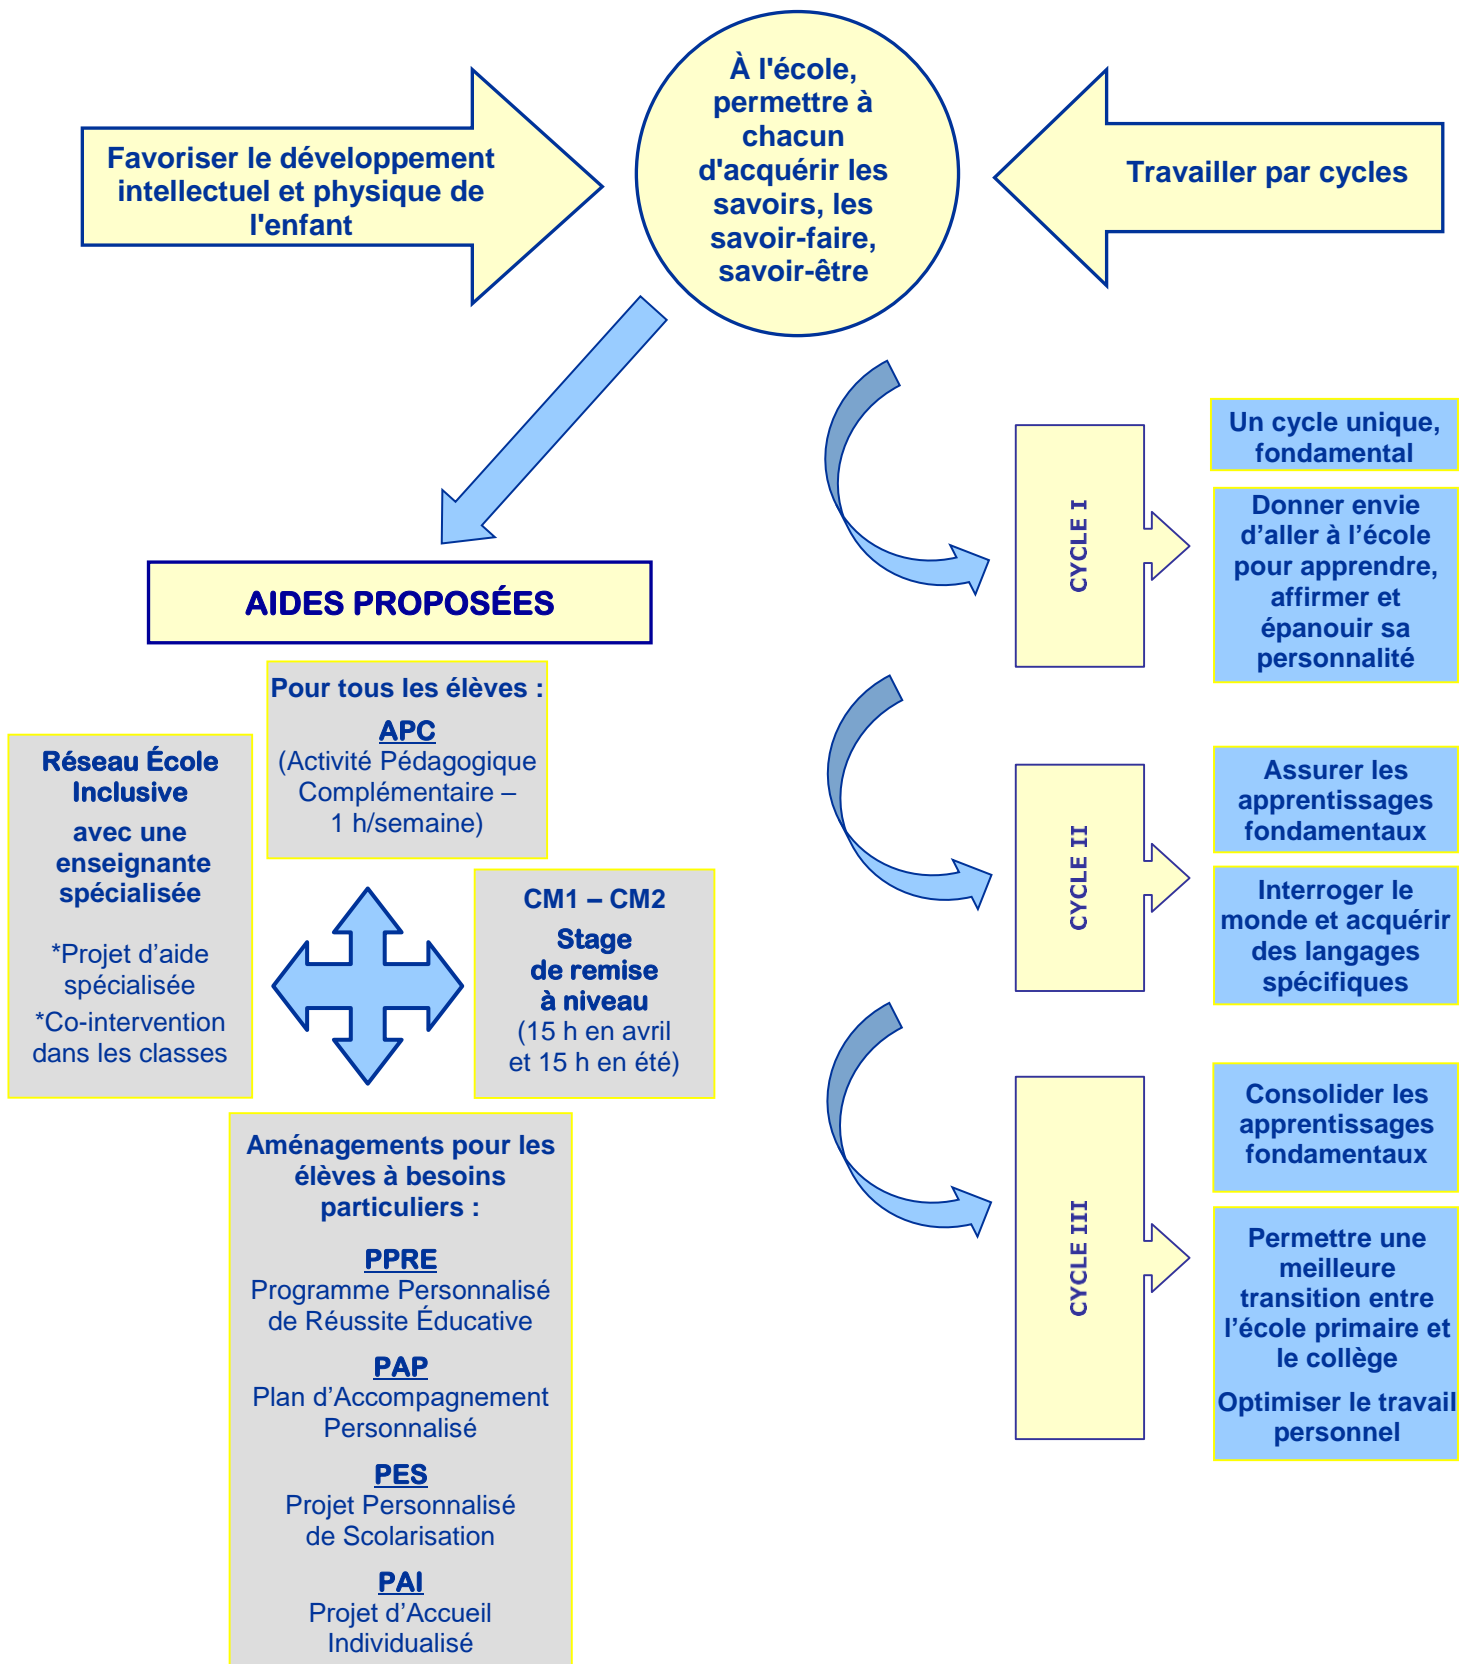 À l'école,
permettre à
chacun
d'acquérir les
savoirs, les
savoir-faire,
savoir-être
Favoriser le développement
intellectuel et physique de
l'enfant
Travailler par cycles
AIDES PROPOSÉES
Pour tous les élèves :
APC
(Activité Pédagogique
Complémentaire –
1 h/semaine)
Réseau École
Inclusive
avec une
enseignante
spécialisée
*Projet d’aide
spécialisée
*Co-intervention
dans les classes
CM1 – CM2
Stage
de remise
à niveau
(15 h en avril
et 15 h en été)
Aménagements pour les
élèves à besoins
particuliers :
PPRE
Programme Personnalisé
de Réussite Éducative
PAP
Plan d’Accompagnement
Personnalisé
PES
Projet Personnalisé
de Scolarisation
PAI
Projet d’Accueil
Individualisé
CYCLE I
Un cycle unique,
fondamental
Donner envie
d’aller à l’école
pour apprendre,
affirmer et
épanouir sa
personnalité
CYCLE II
Assurer les
apprentissages
fondamentaux
Interroger le
monde et acquérir
des langages
spécifiques
CYCLE III
Consolider les
apprentissages
fondamentaux
Permettre une
meilleure
transition entre
l’école primaire et
le collège
Optimiser le travail
personnel